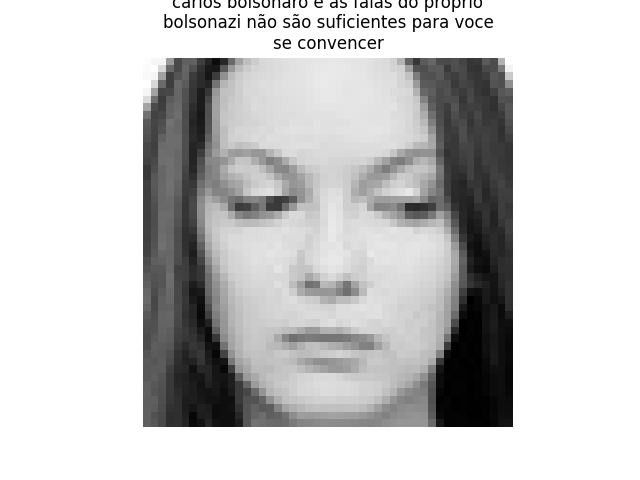 carlos bolsonaro e as falas do proprio
bolsonazi não são suficientes para voce
se convencer